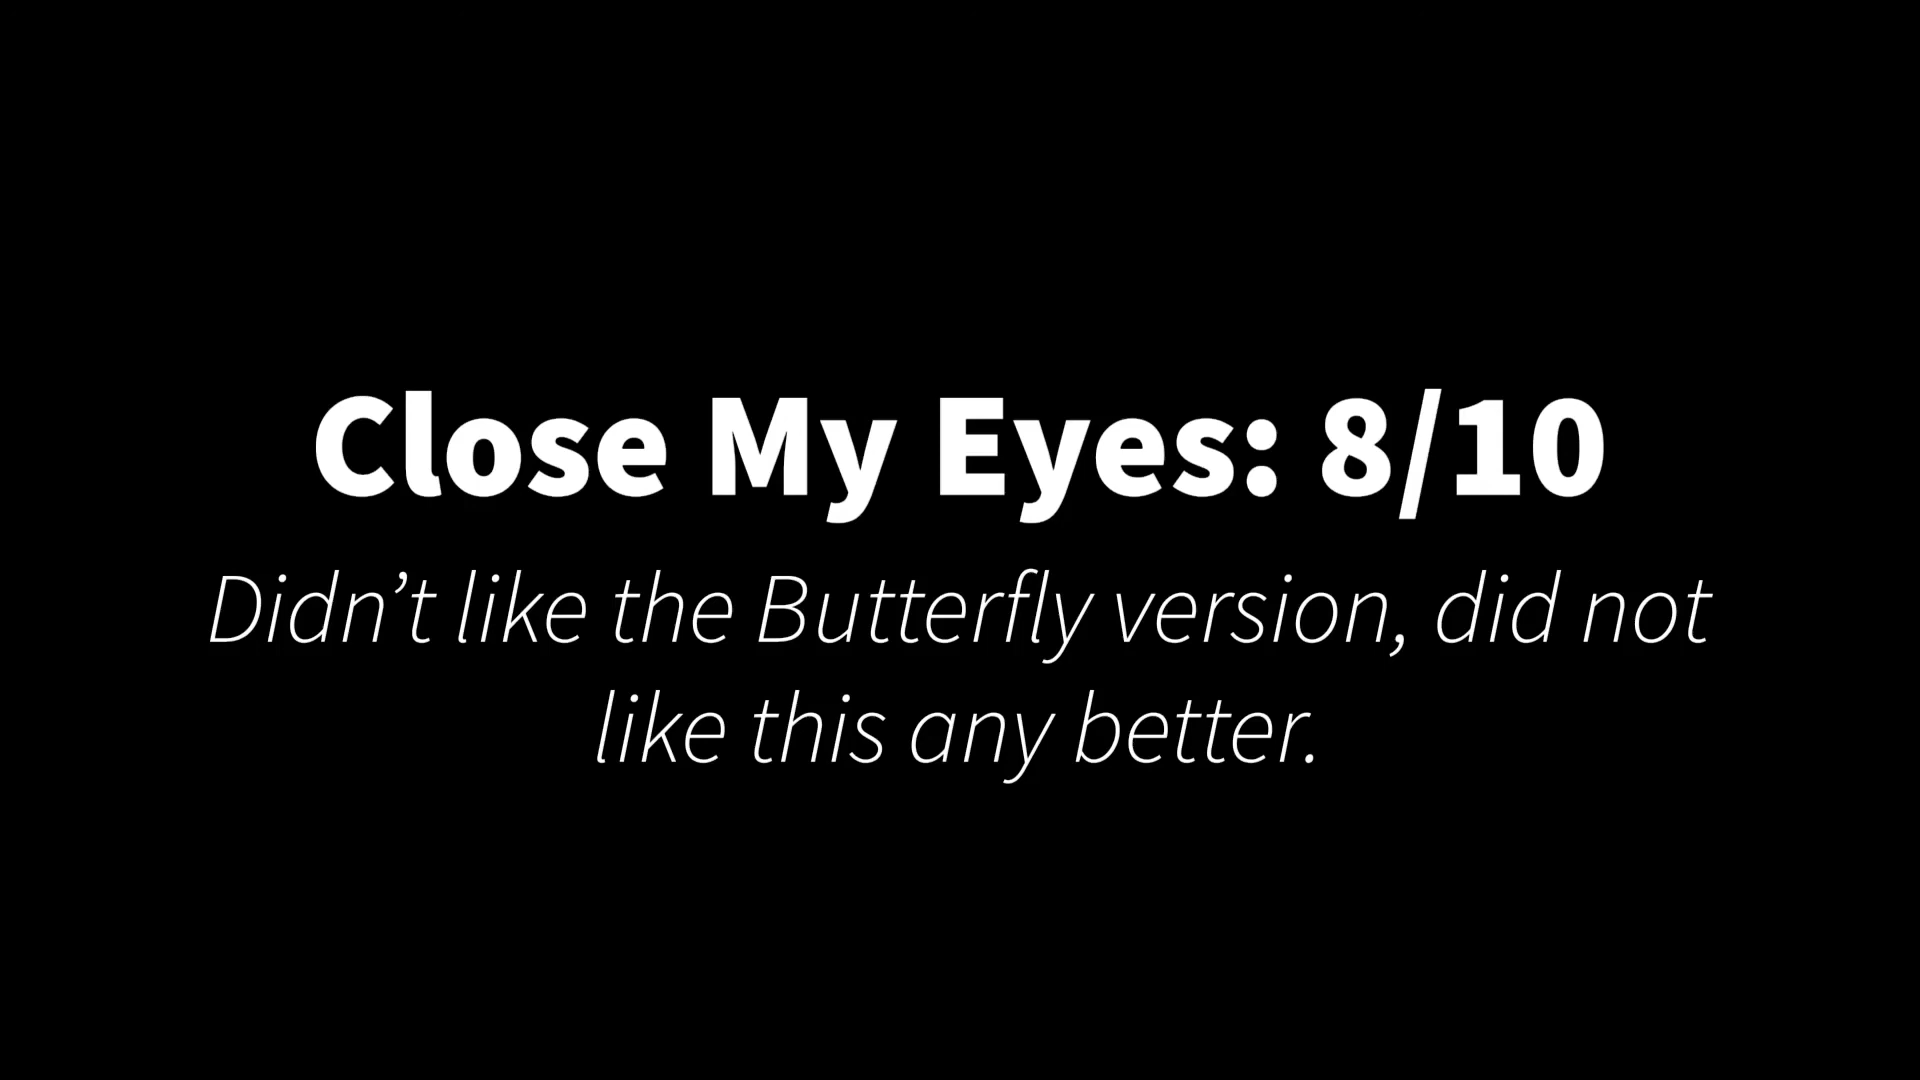 Close My Eyes: 8/10
Didn’t like the Butterfly version, did not
like this any better.